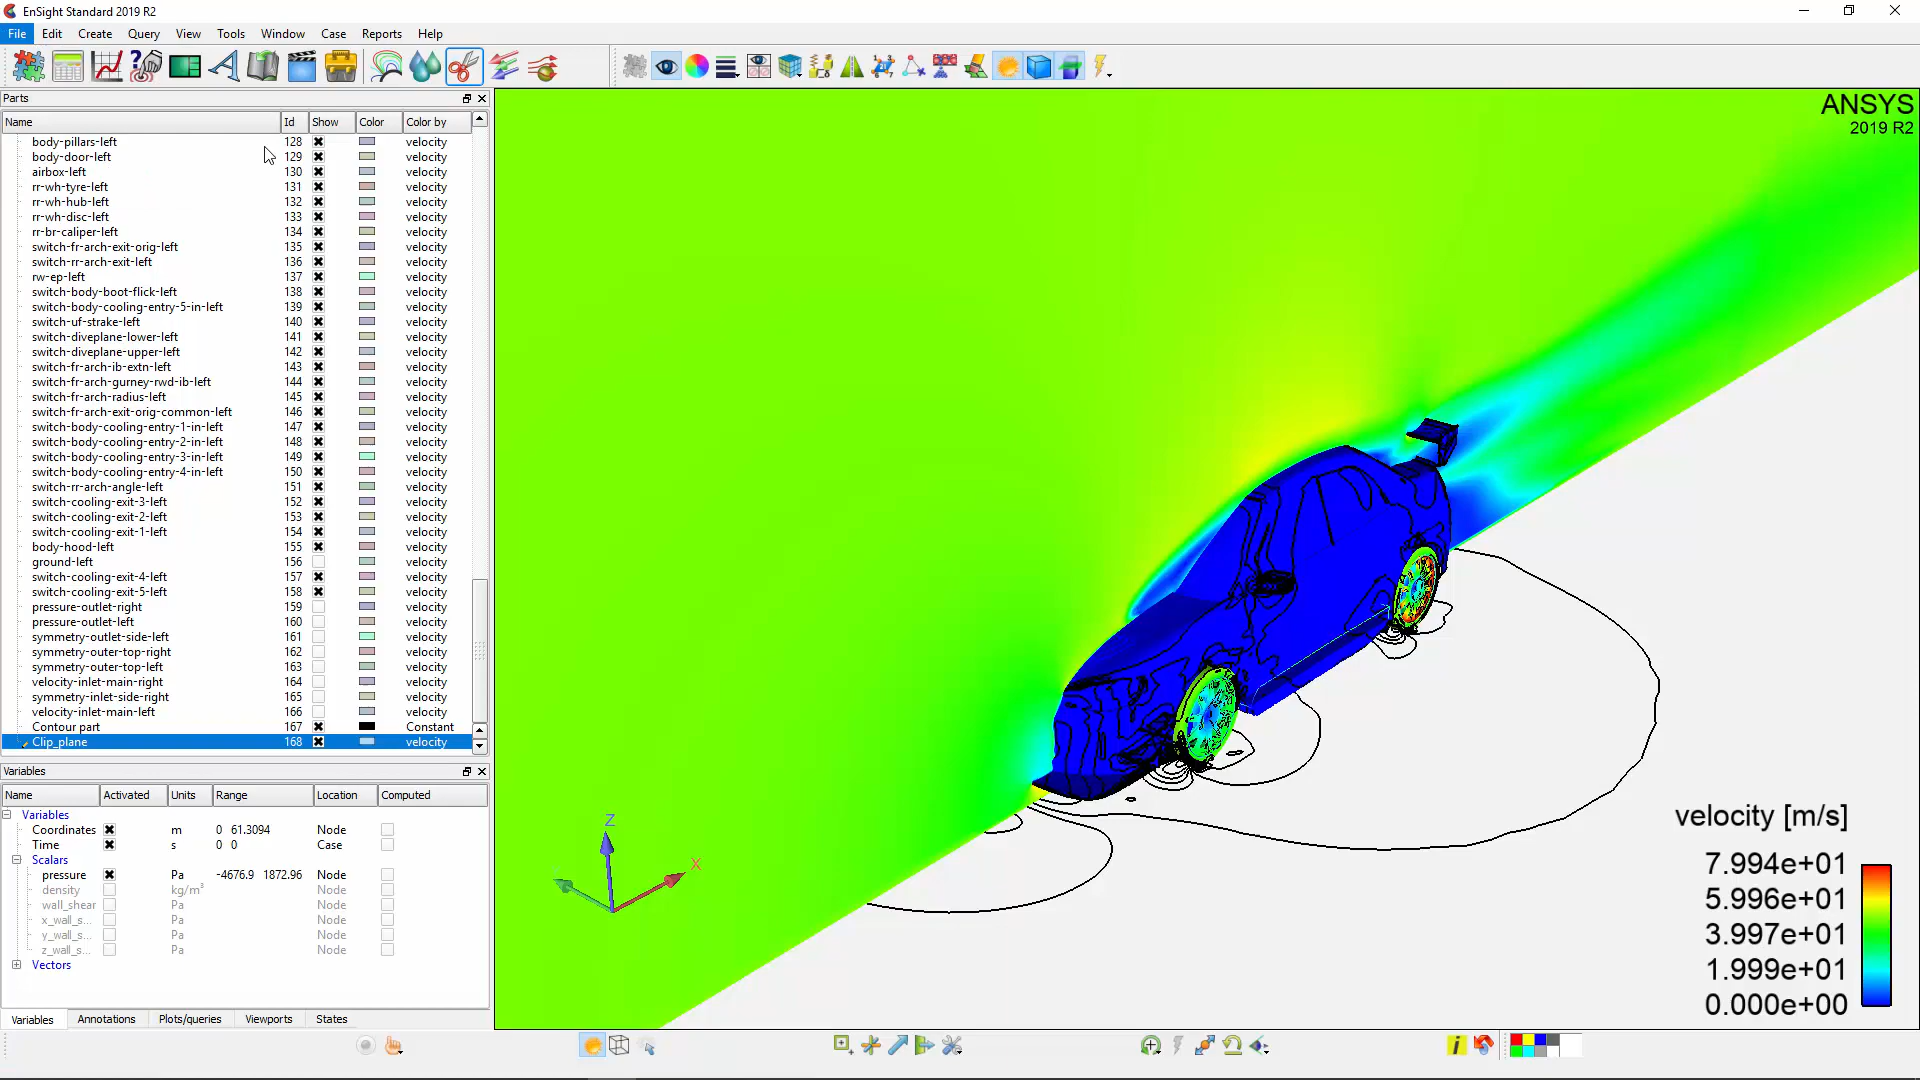 EnSight Standard 2019 R2
File Edit Create Query View Tools Window Case Reports Help
Parts
Name Id Show Color Color by
body-pillars-left 128 velocity
body-door-left 129 velocity
airbox-left 130 velocity
rr-wh-tyre-left 131 velocity
rr-wh-hub-left 132 velocity
rr-wh-disc-left 133 velocity
rr-br-caliper-left 134 velocity
switch-fr-arch-exit-orig-left 135 velocity
switch-rr-arch-exit-left 136 velocity
rw-ep-left 137 velocity
switch-body-boot-flick-left 138 velocity
switch-body-cooling-entry-5-in-left 139 velocity
switch-uf-strake-left 140 velocity
switch-diveplane-lower-left 141 velocity
switch-diveplane-upper-left 142 velocity
switch-fr-arch-ib-extn-left 143 velocity
switch-fr-arch-gurney-rwd-ib-left 144 velocity
switch-fr-arch-radius-left 145 velocity
switch-fr-arch-exit-orig-common-left 146 velocity
switch-body-cooling-entry-1-in-left 147 velocity
switch-body-cooling-entry-2-in-left 148 velocity
switch-body-cooling-entry-3-in-left 149 velocity
switch-body-cooling-entry-4-in-left 150 velocity
switch-rr-arch-angle-left 151 velocity
switch-cooling-exit-3-left 152 velocity
switch-cooling-exit-2-left 153 velocity
switch-cooling-exit-1-left 154 velocity
body-hood-left 155 velocity
ground-left 156 velocity
switch-cooling-exit-4-left 157 velocity
switch-cooling-exit-5-left 158 velocity
pressure-outlet-right 159 velocity
pressure-outlet-left 160 velocity
symmetry-outlet-side-left 161 velocity
symmetry-outer-top-right 162 velocity
symmetry-outer-top-left 163 velocity
velocity-inlet-main-right 164 velocity
symmetry-inlet-side-right 165 velocity
velocity-inlet-main-left 166 velocity
Contour part 167 Constant
Clip_plane 168 velocity
Variables
Name Activated Units Range Location Computed
Variables
Coordinates m 0 61.3094 Node
Time s 0 0 Case
Scalars
pressure Pa -4676.9 1872.96 Node
density kg/m³ Node
wall_shear Pa Node
x_wall_s... Pa Node
y_wall_s... Pa Node
z_wall_s... Pa Node
Vectors
Variables Annotations Plots/queries Viewports States
ANSYS
2019 R2
Z
X
velocity [m/s]
7.994e+01
5.996e+01
3.997e+01
1.999e+01
0.000e+00